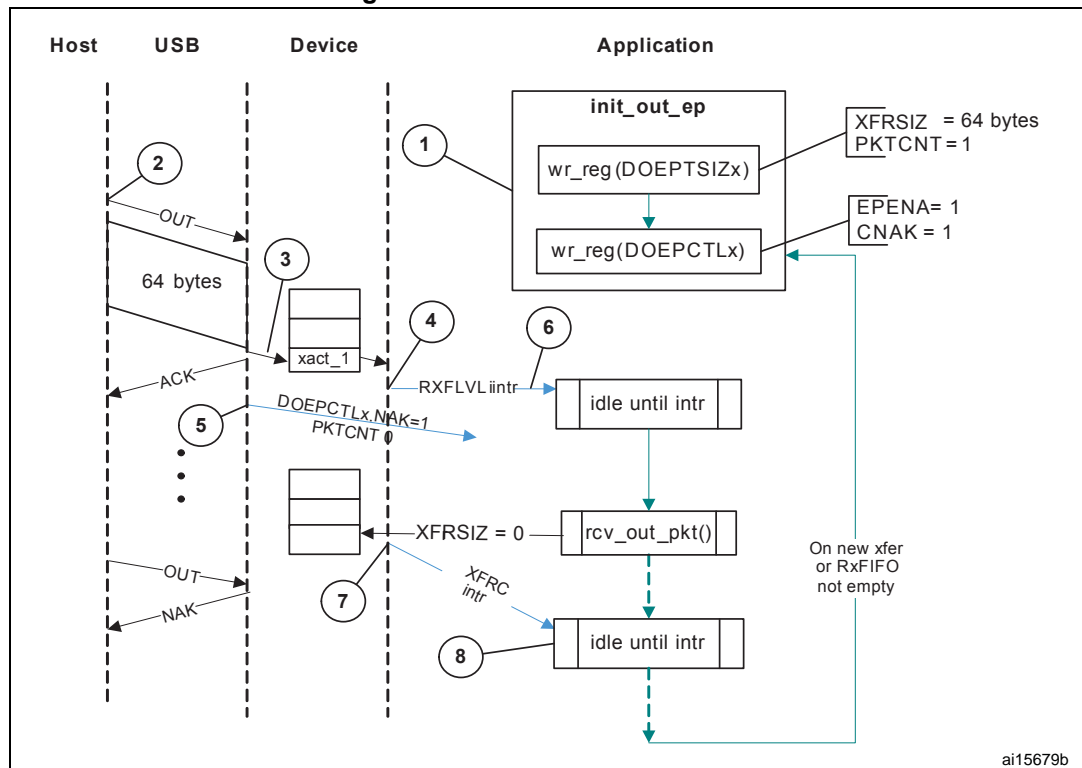 Host USB Device Application
init_out_ep
1
wr_reg(DOEPTSIZx)
XFRSIZ = 64 bytes
PKTCNT = 1
2
OUT
wr_reg(DOEPCTLx)
EPENA= 1
CNAK = 1
64 bytes
3
xact_1
4
6
ACK
RXFLVL iintr
idle until intr
5
DOEPCTLx.NAK=1
PKTCNT 0
XFRSIZ = 0
rcv_out_pkt()
On new xfer
or RxFIFO
not empty
OUT
NAK
7
XFRC
intr
8
idle until intr
ai15679b